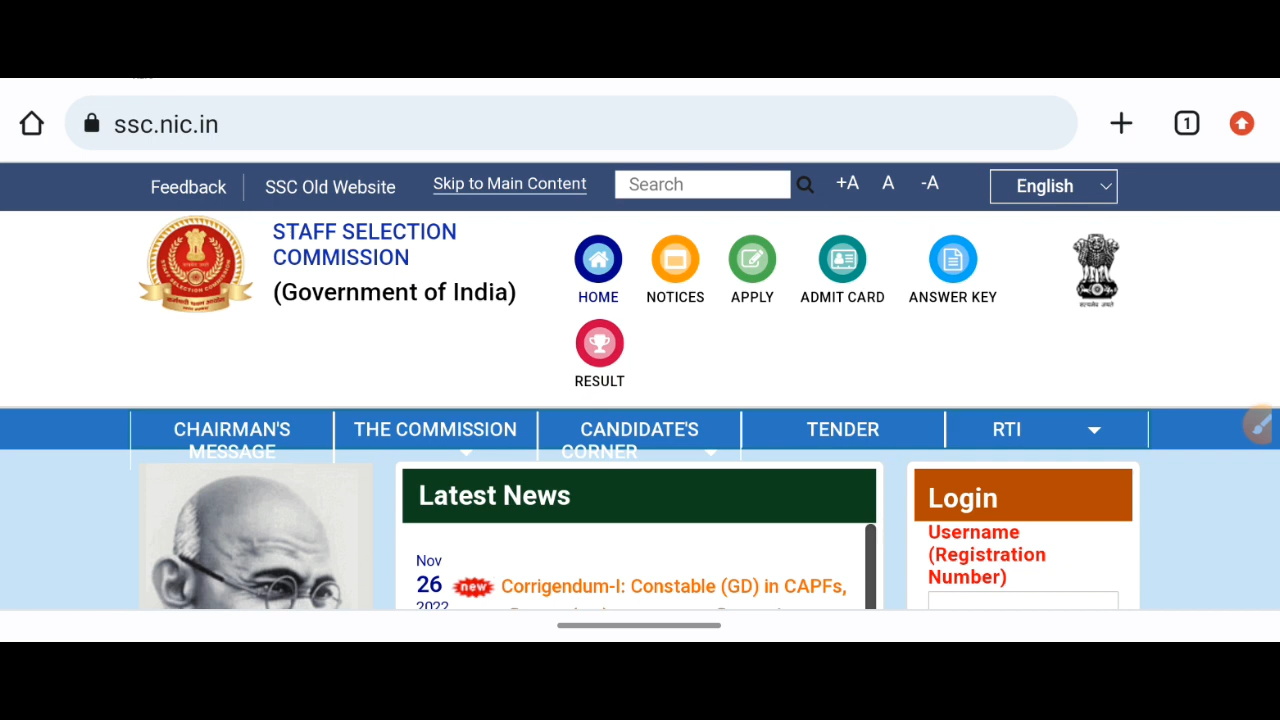 ssc.nic.in
1
Feedback
SSC Old Website
Skip to Main Content
Search
+A
A
-A
English
STAFF SELECTION
COMMISSION
(Government of India)
HOME
NOTICES
APPLY
ADMIT CARD
ANSWER KEY
RESULT
CHAIRMAN'S
MESSAGE
THE COMMISSION
CANDIDATE'S
CORNER
TENDER
RTI
Latest News
Nov
26
2022
new
Corrigendum-I: Constable (GD) in CAPFs,
Login
Username
(Registration
Number)